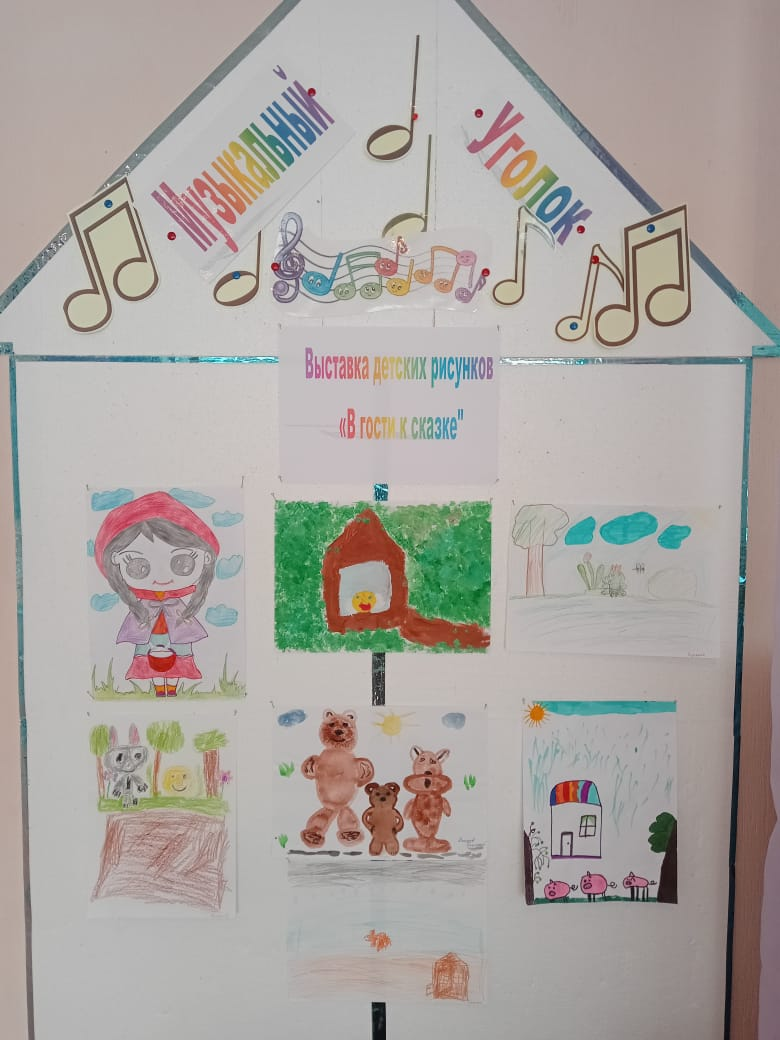 Музыкальный
уголок
Выставка детских рисунков
«В гости к сказке"